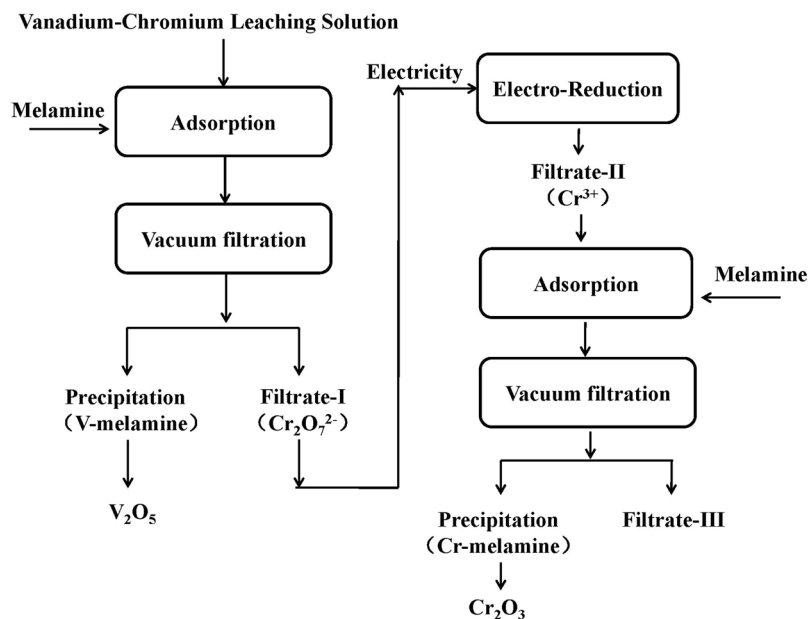 Vanadium-Chromium Leaching Solution
Melamine
Adsorption
Vacuum filtration
Precipitation
（V-melamine）
V₂O₅
Filtrate-I
（Cr₂O₇²⁻）
Electricity
Electro-Reduction
Filtrate-II
（Cr³⁺）
Adsorption
Melamine
Vacuum filtration
Precipitation
（Cr-melamine）
Cr₂O₃
Filtrate-III